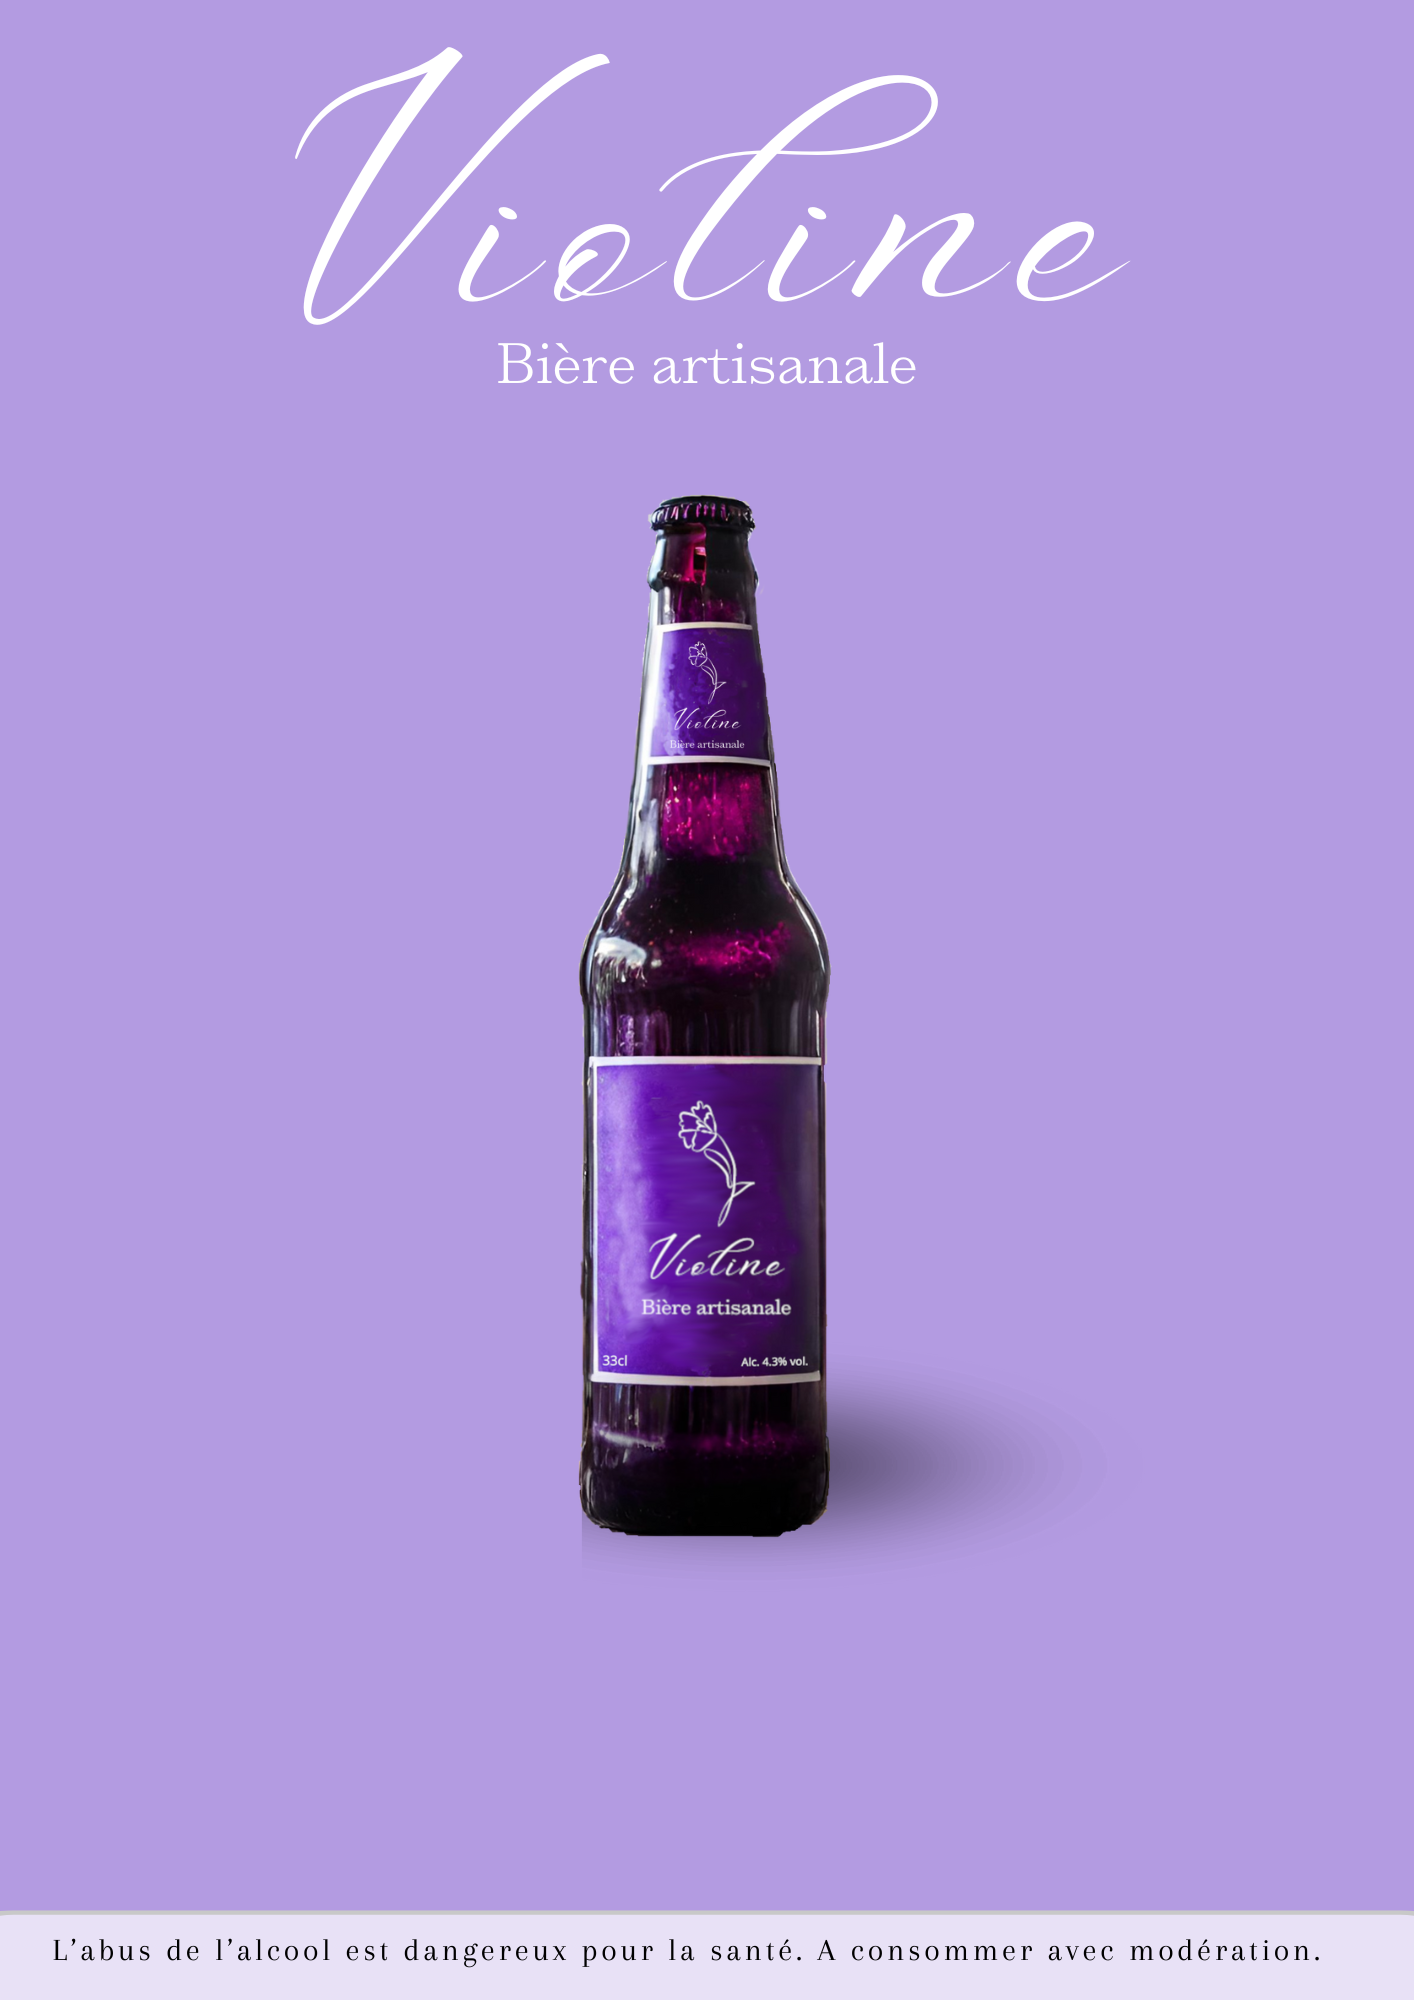 Violine
Bière artisanale
Violine
Bière artisanale
Violine
Bière artisanale
33cl Alc. 4.3% vol.
L’abus de l’alcool est dangereux pour la santé. A consommer avec modération.